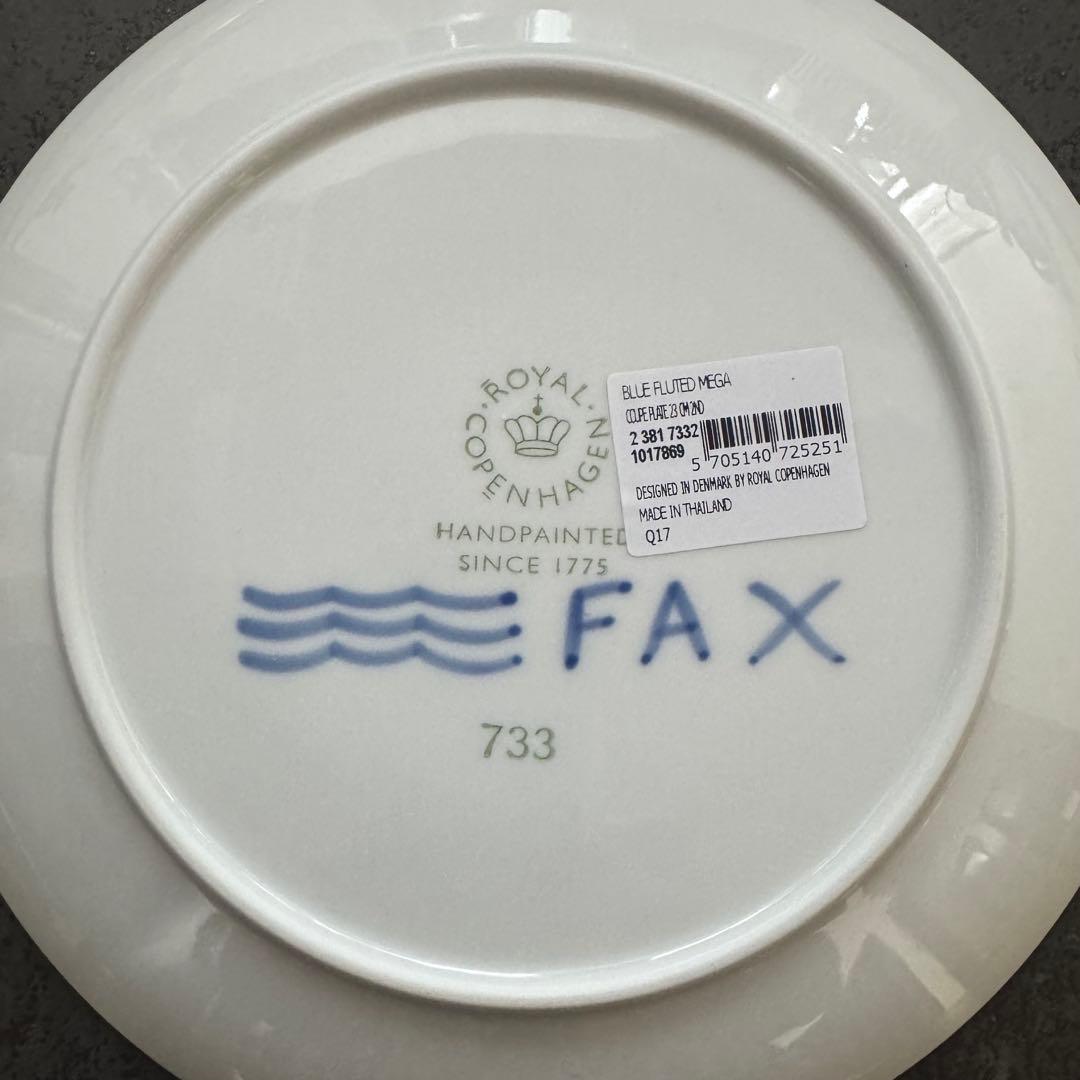 ROYAL · COPENHAGEN ·
HANDPAINTED
SINCE 1775
BLUE FLUTED MEGA
COUPE PLATE 23 CM 2ND
2 381 7332
1017869
5 705140 725251
DESIGNED IN DENMARK BY ROYAL COPENHAGEN
MADE IN THAILAND
Q17
FAX
733